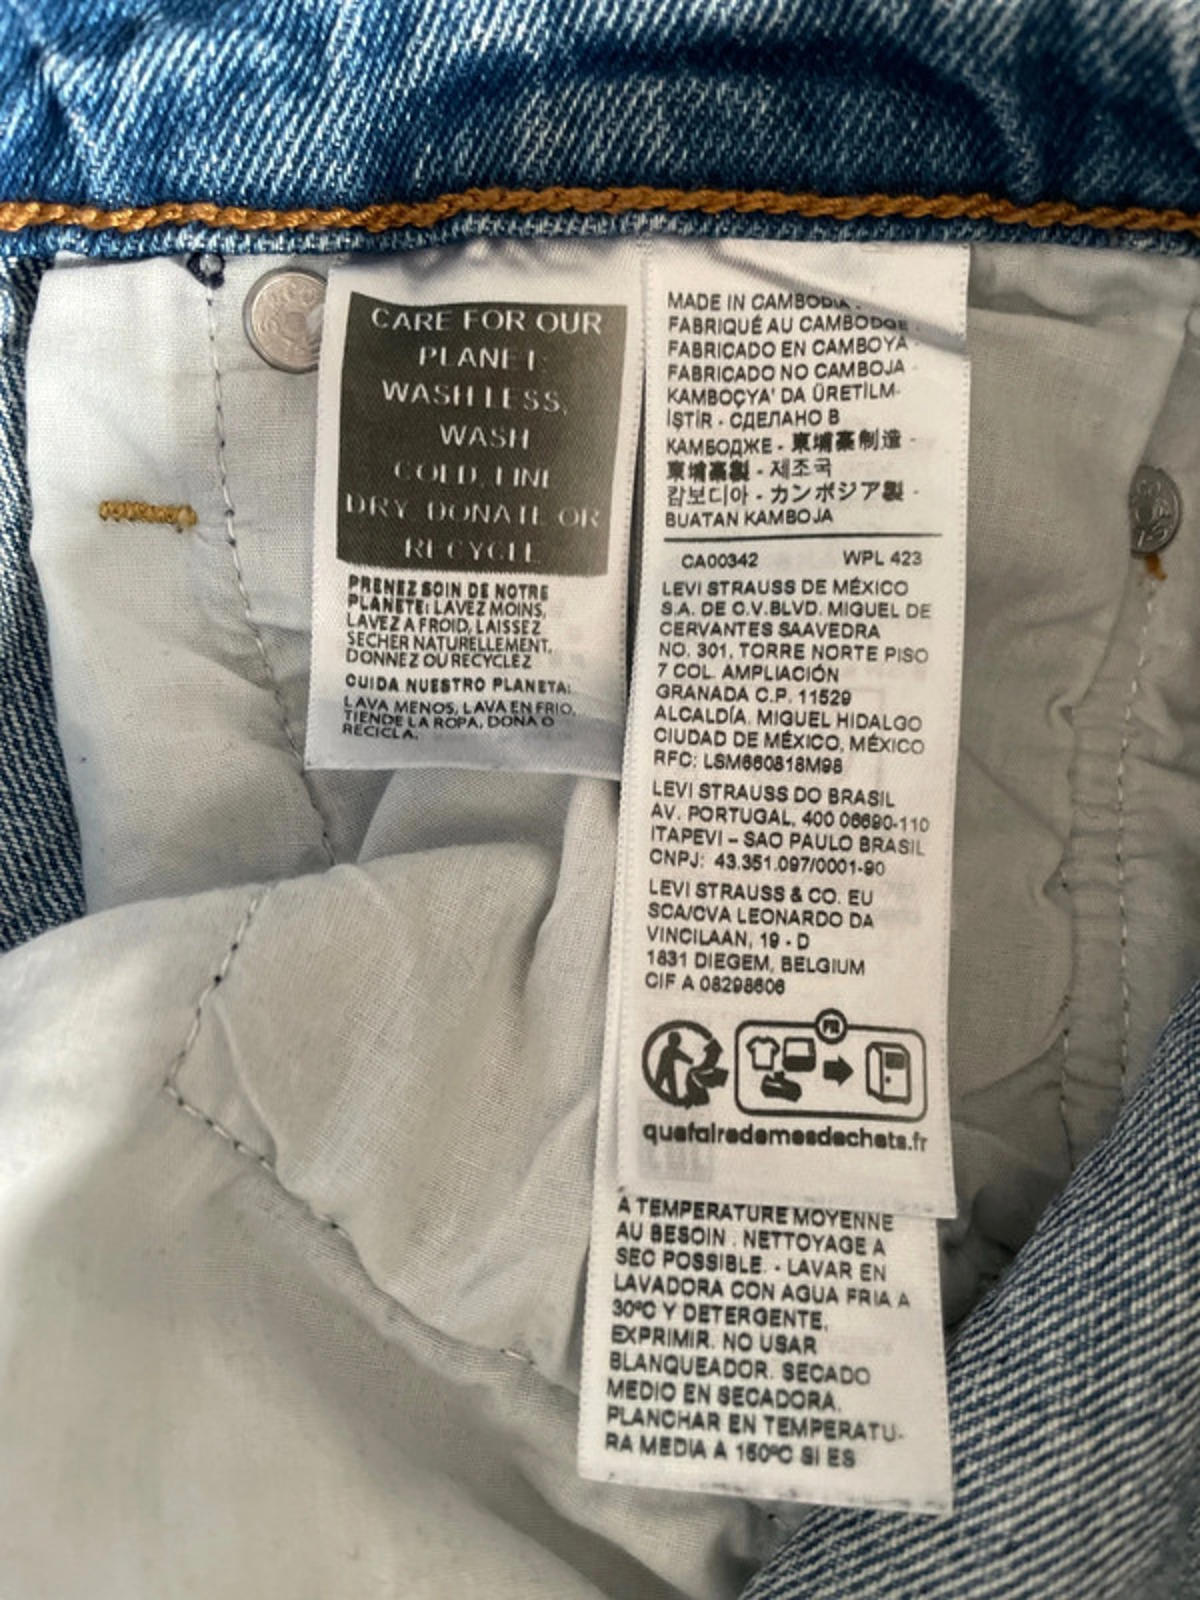 CARE FOR OUR
PLANET:
WASH LESS,
WASH
COLD, LINE
DRY, DONATE OR
RECYCLE
PRENEZ SOIN DE NOTRE
PLANETE: LAVEZ MOINS,
LAVEZ A FROID, LAISSEZ
SECHER NATURELLEMENT,
DONNEZ OU RECYCLEZ
CUIDA NUESTRO PLANETA:
LAVA MENOS, LAVA EN FRIO,
TIENDE LA ROPA, DONA O
RECICLA.
MADE IN CAMBODIA -
FABRIQUÉ AU CAMBODGE -
FABRICADO EN CAMBOYA -
FABRICADO NO CAMBOJA -
KAMBOÇYA' DA ÜRETİLM-
İŞTİR - СДЕЛАНО В
КАМБОДЖЕ - 柬埔寨制造 -
柬埔寨製 - 제조국
캄보디아 - カンボジア製 -
BUATAN KAMBOJA
CA00342 WPL 423
LEVI STRAUSS DE MÉXICO
S.A. DE C.V.BLVD. MIGUEL DE
CERVANTES SAAVEDRA
NO. 301, TORRE NORTE PISO
7 COL. AMPLIACIÓN
GRANADA C.P. 11529
ALCALDÍA. MIGUEL HIDALGO
CIUDAD DE MÉXICO, MÉXICO
RFC: LSM660818M98
LEVI STRAUSS DO BRASIL
AV. PORTUGAL, 400 06690-110
ITAPEVI – SAO PAULO BRASIL
CNPJ: 43.351.097/0001-90
LEVI STRAUSS & CO. EU
SCA/CVA LEONARDO DA
VINCILAAN, 19 - D
1831 DIEGEM, BELGIUM
CIF A 08298606
FR
quefairedemesdechets.fr
A TEMPERATURE MOYENNE
AU BESOIN . NETTOYAGE A
SEC POSSIBLE. - LAVAR EN
LAVADORA CON AGUA FRIA A
30ºC Y DETERGENTE.
EXPRIMIR. NO USAR
BLANQUEADOR. SECADO
MEDIO EN SECADORA.
PLANCHAR EN TEMPERATU-
RA MEDIA A 150ºC SI ES